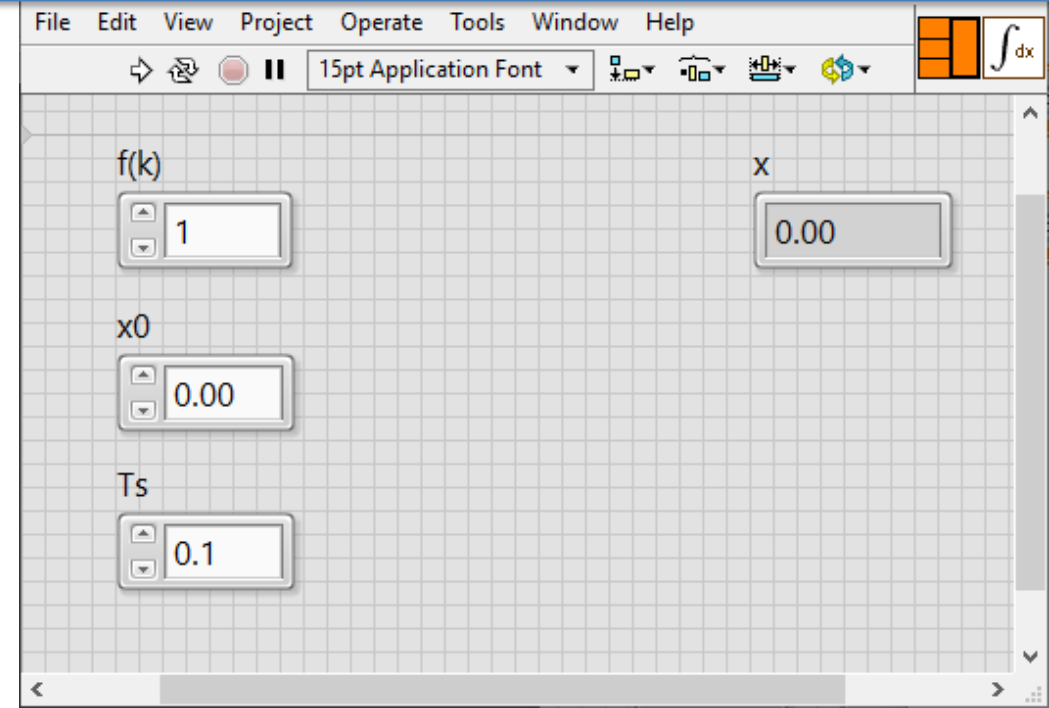 File Edit View Project Operate Tools Window Help
15pt Application Font
∫dx
f(k)
x
1
0.00
x0
0.00
Ts
0.1